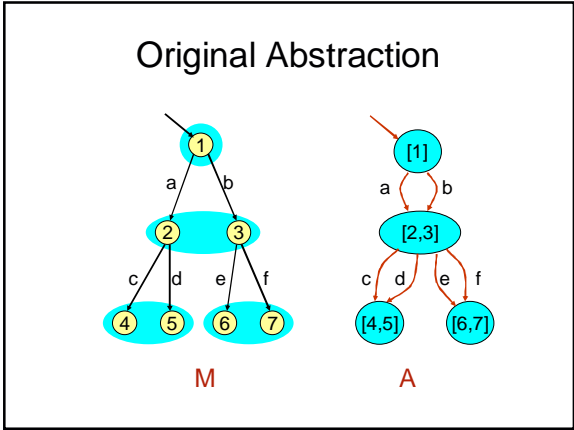 Original Abstraction
1 [1]
a b a b
2 3 [2,3]
c d e f c d e f
4 5 6 7 [4,5] [6,7]
M A